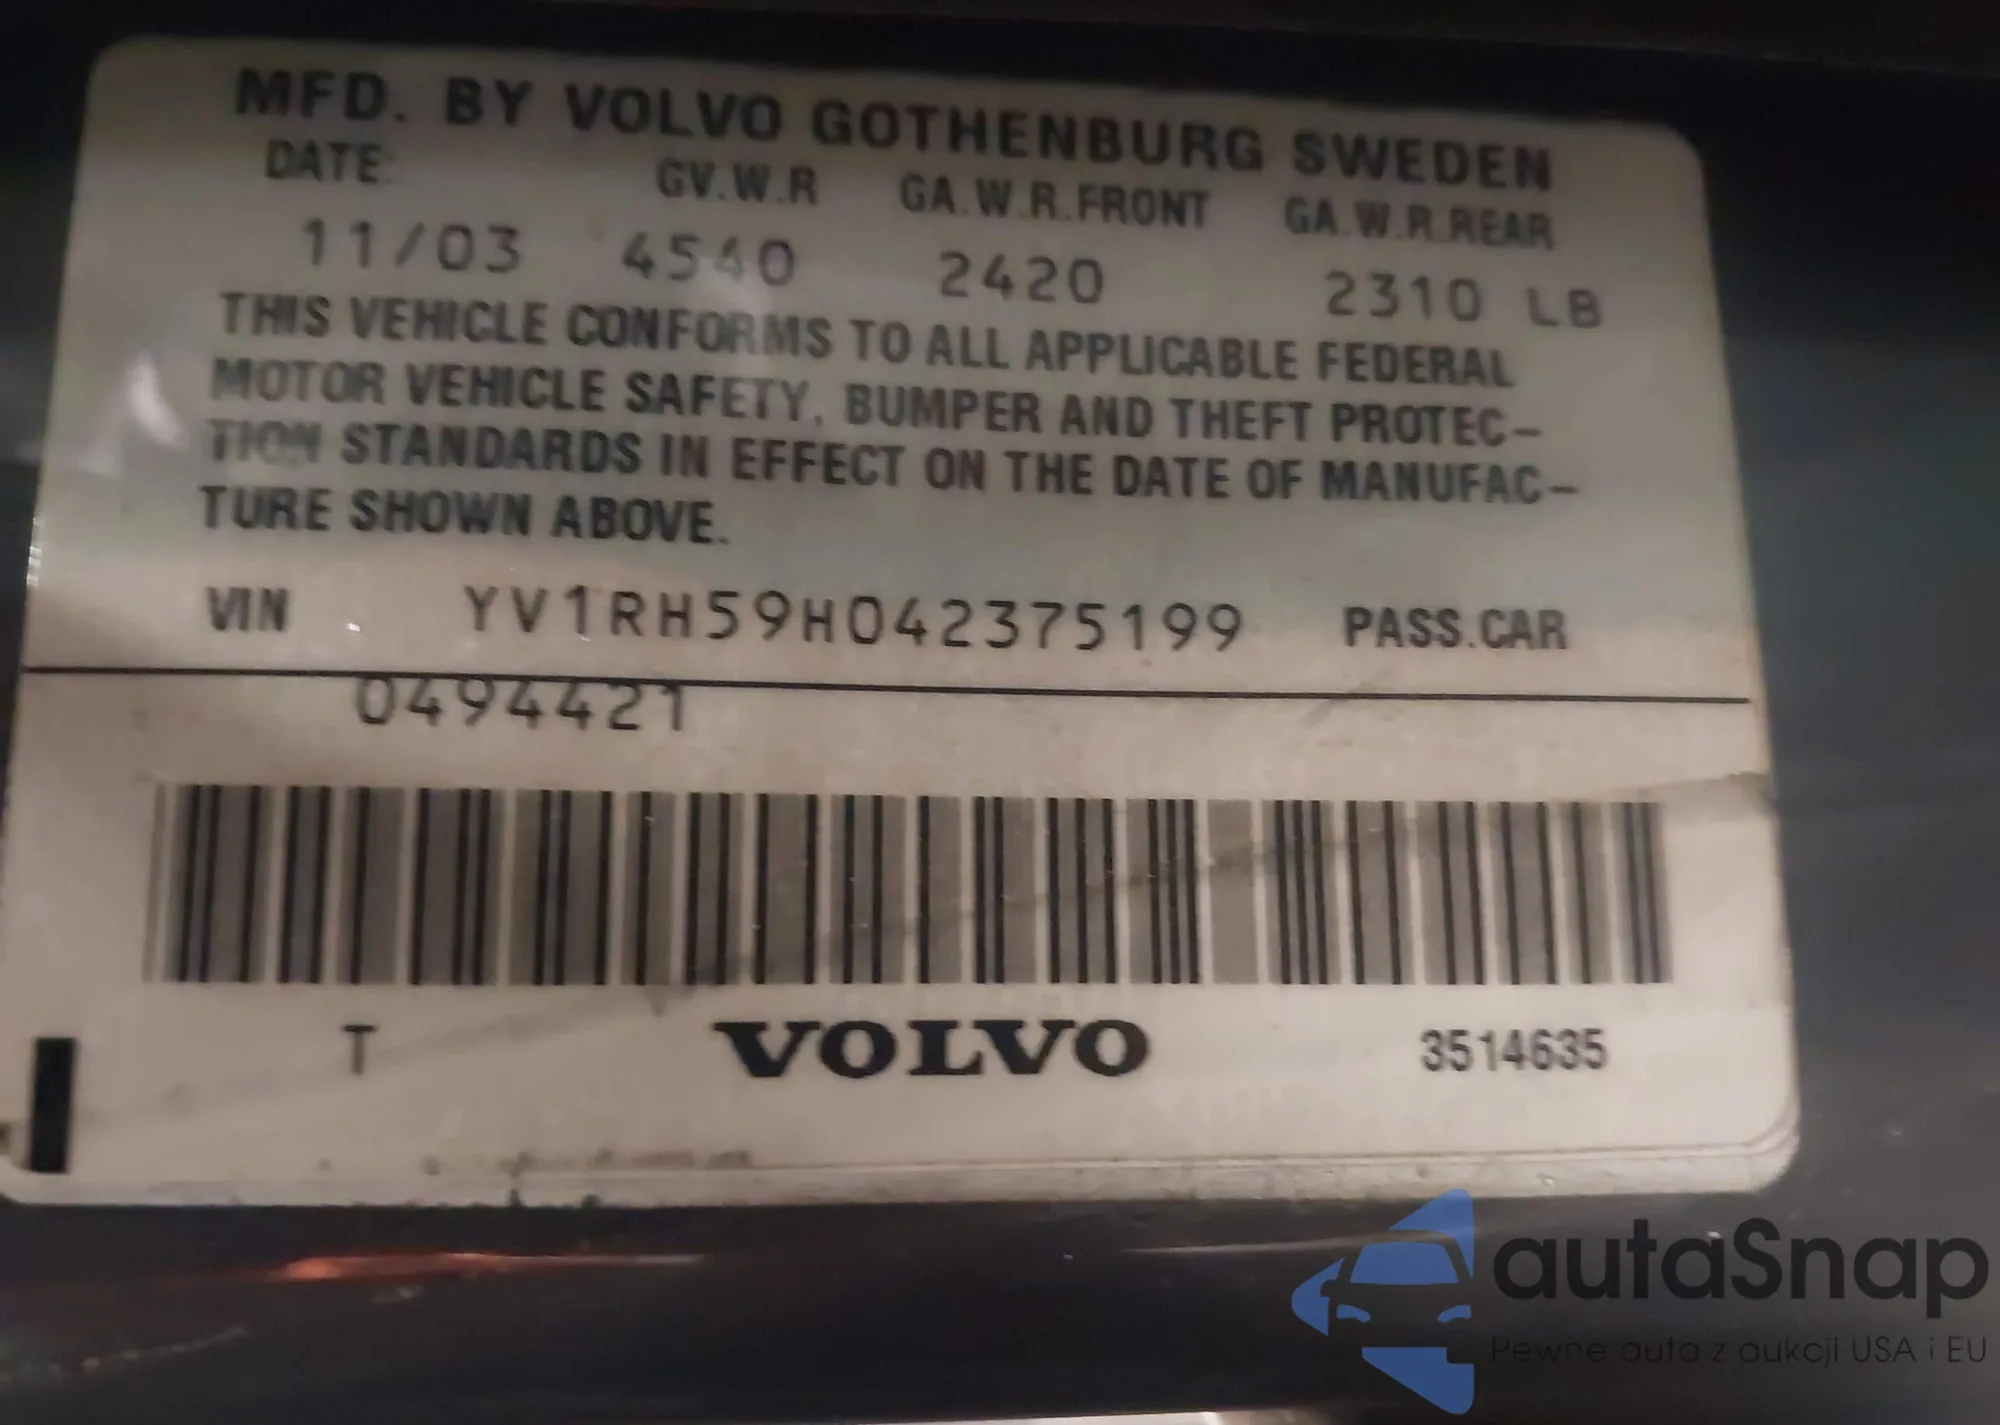 MFD. BY VOLVO GOTHENBURG SWEDEN
DATE: GV.W.R GA.W.R.FRONT GA.W.R.REAR
11/03 4540 2420 2310 LB
THIS VEHICLE CONFORMS TO ALL APPLICABLE FEDERAL
MOTOR VEHICLE SAFETY, BUMPER AND THEFT PROTEC-
TION STANDARDS IN EFFECT ON THE DATE OF MANUFAC-
TURE SHOWN ABOVE.
VIN YV1RH59H042375199 PASS.CAR
0494421
T VOLVO 3514635
autaSnap
Pewne auta z aukcji USA i EU